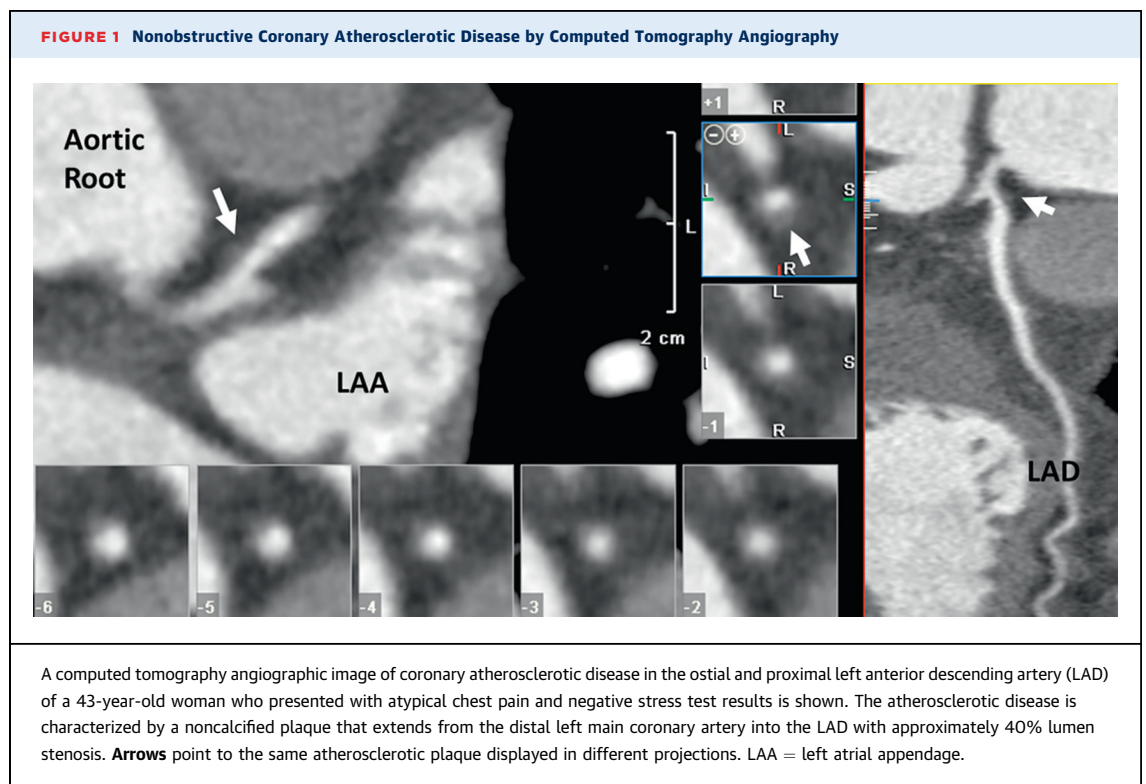 FIGURE 1 Nonobstructive Coronary Atherosclerotic Disease by Computed Tomography Angiography
Aortic
Root
LAA
L
2 cm
+1
R
L
I
S
R
L
I
S
-1
R
LAD
-6
-5
-4
-3
-2
A computed tomography angiographic image of coronary atherosclerotic disease in the ostial and proximal left anterior descending artery (LAD)
of a 43-year-old woman who presented with atypical chest pain and negative stress test results is shown. The atherosclerotic disease is
characterized by a noncalcified plaque that extends from the distal left main coronary artery into the LAD with approximately 40% lumen
stenosis. Arrows point to the same atherosclerotic plaque displayed in different projections. LAA = left atrial appendage.